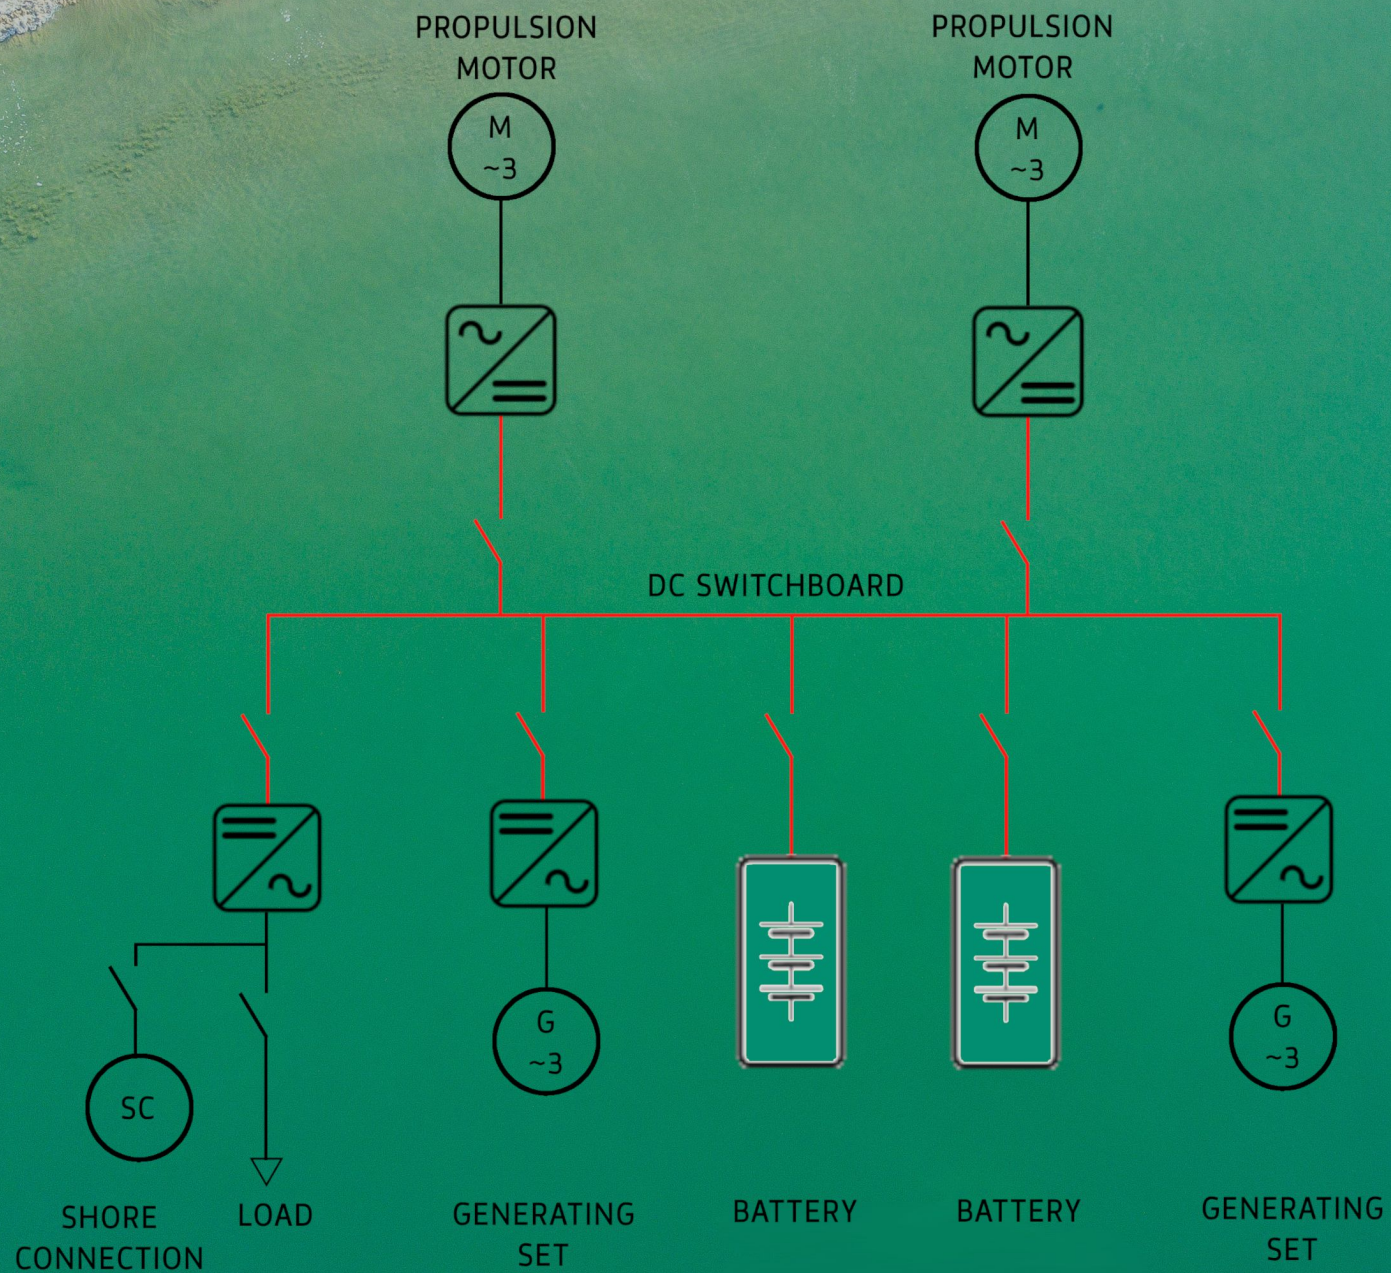 PROPULSION
MOTOR
PROPULSION
MOTOR
M
~3
M
~3
DC SWITCHBOARD
G
~3
G
~3
SC
SHORE
CONNECTION
LOAD
GENERATING
SET
BATTERY
BATTERY
GENERATING
SET